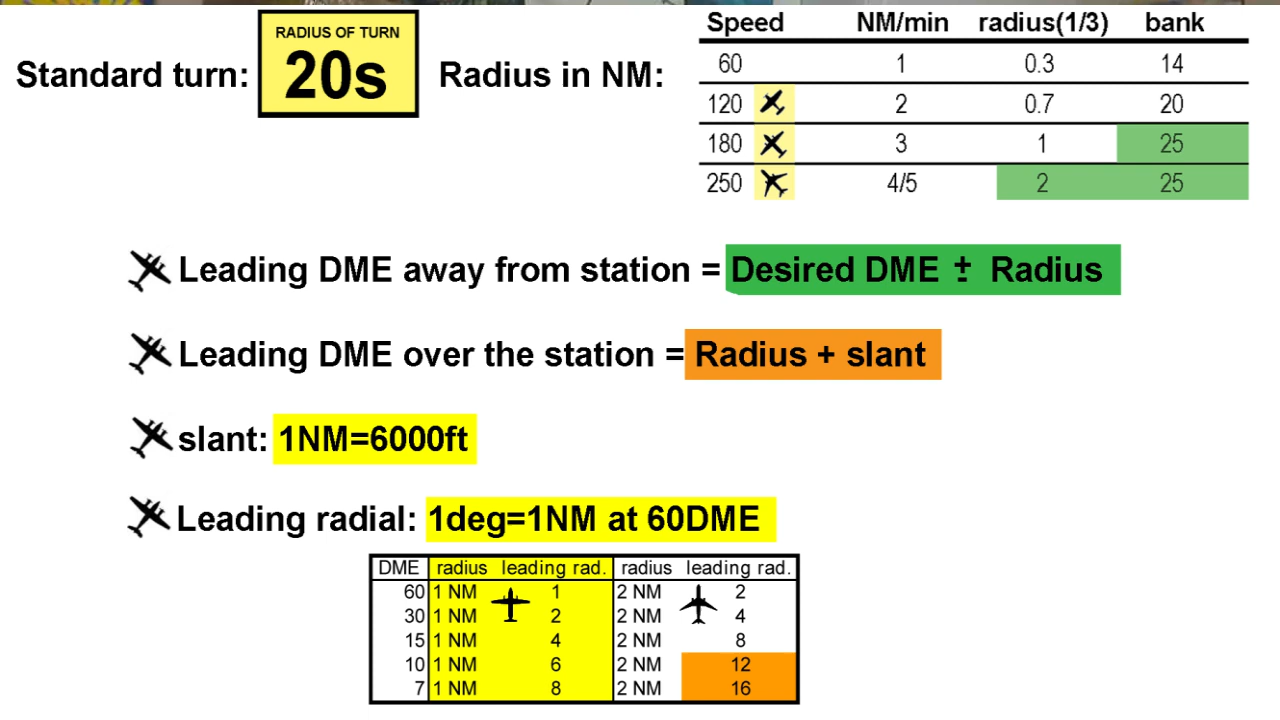 Standard turn:
RADIUS OF TURN
20s
Radius in NM:
Speed NM/min radius(1/3) bank
60 1 0.3 14
120 2 0.7 20
180 3 1 25
250 4/5 2 25
Leading DME away from station = Desired DME ± Radius
Leading DME over the station = Radius + slant
slant: 1NM=6000ft
Leading radial: 1deg=1NM at 60DME
DME radius leading rad. radius leading rad.
60 1 NM 1 2 NM 2
30 1 NM 2 2 NM 4
15 1 NM 4 2 NM 8
10 1 NM 6 2 NM 12
7 1 NM 8 2 NM 16